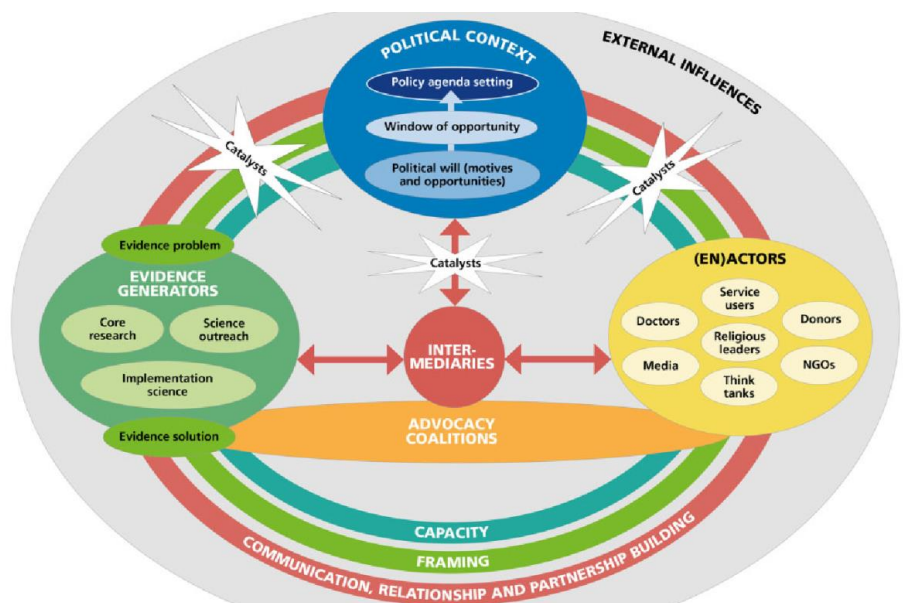 POLITICAL CONTEXT
EXTERNAL INFLUENCES
Policy agenda setting
Window of opportunity
Political will (motives
and opportunities)
Catalysts
Catalysts
Catalysts
Evidence problem
EVIDENCE
GENERATORS
Core
research
Science
outreach
Implementation
science
Evidence solution
INTER-
MEDIARIES
(EN)ACTORS
Service
users
Doctors
Donors
Religious
leaders
Media
NGOs
Think
tanks
ADVOCACY
COALITIONS
CAPACITY
FRAMING
COMMUNICATION, RELATIONSHIP AND PARTNERSHIP BUILDING